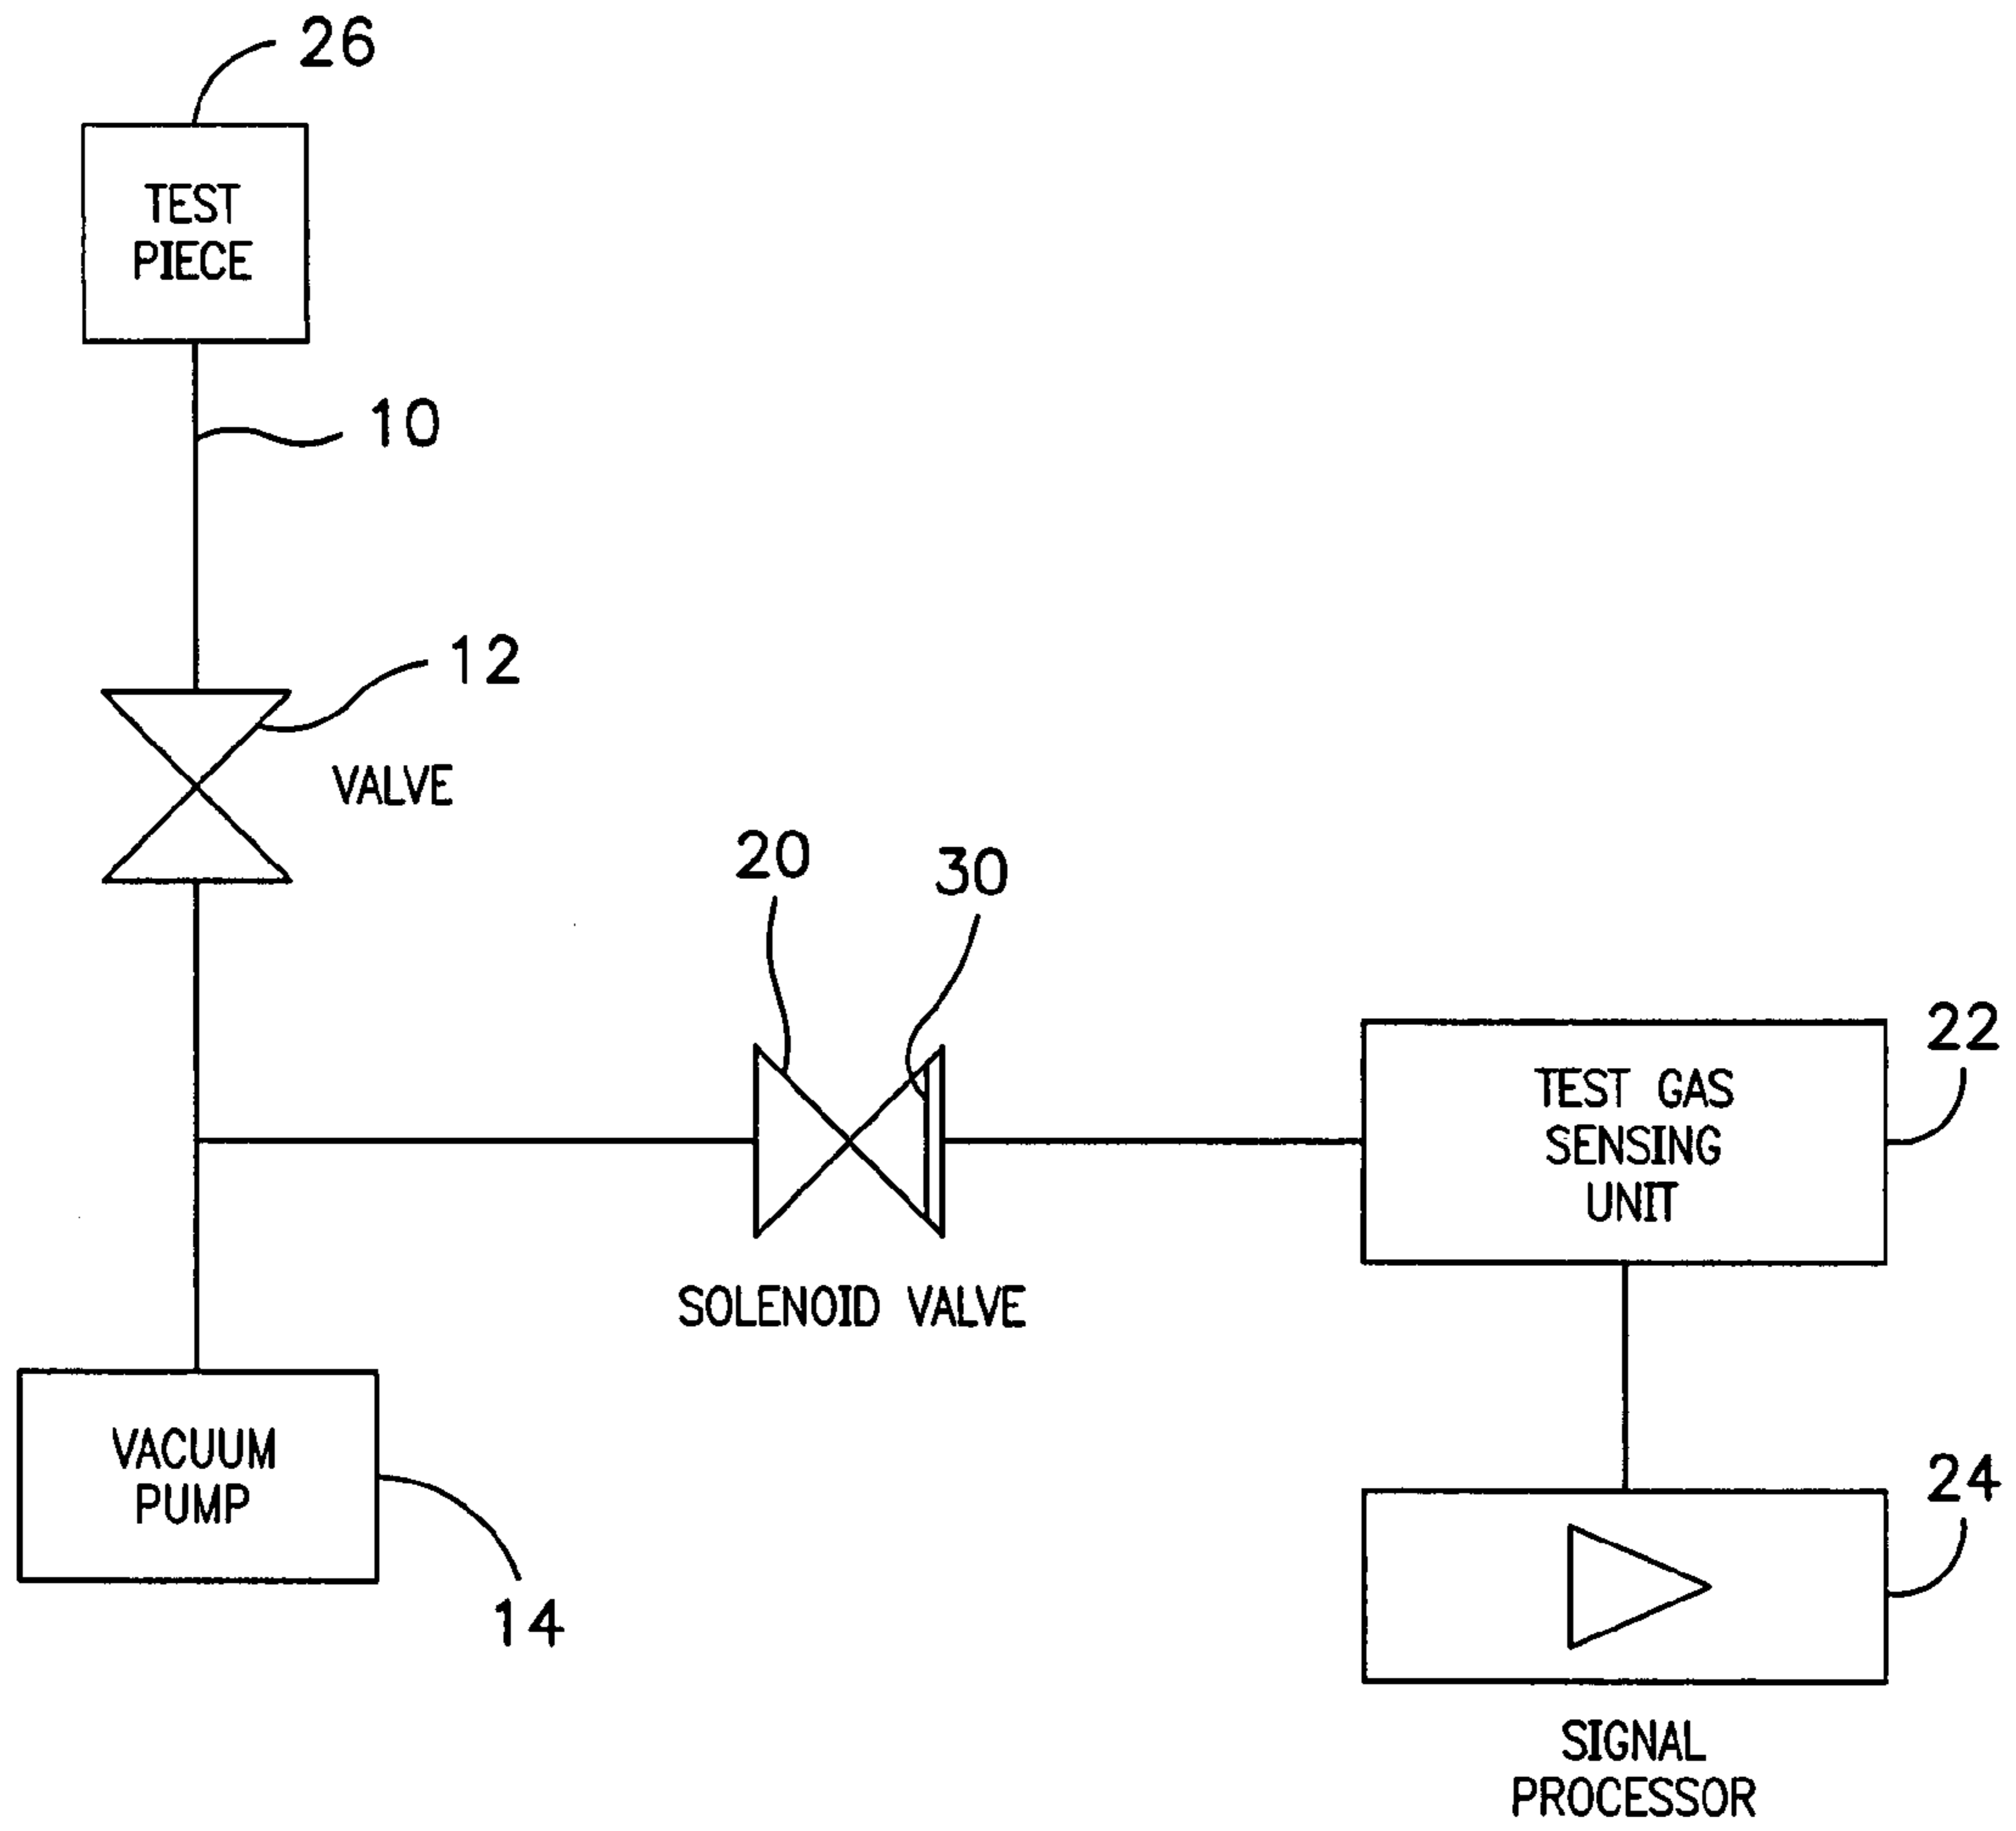 26
TEST
PIECE
10
12
VALVE
20
30
22
TEST GAS
SENSING
UNIT
SOLENOID VALVE
VACUUM
PUMP
14
24
SIGNAL
PROCESSOR